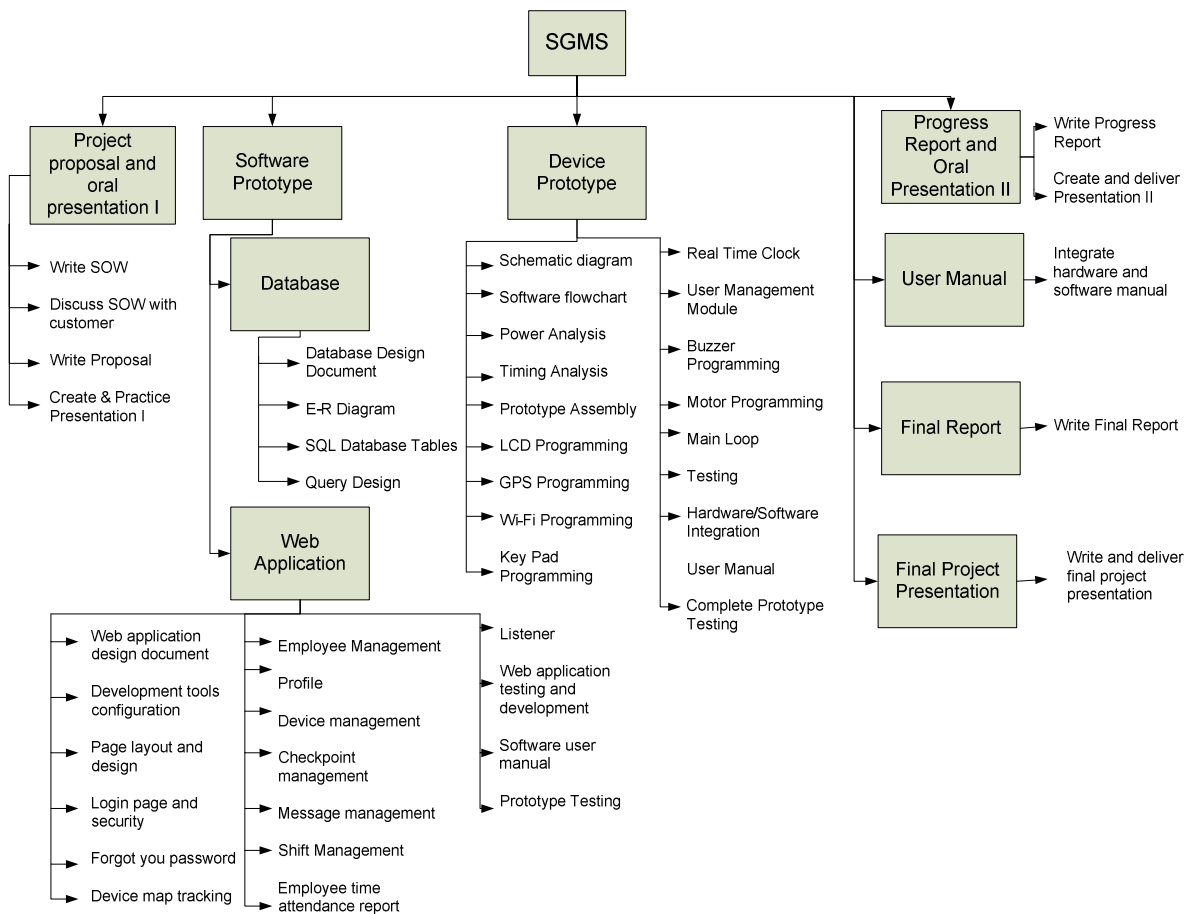 SGMS
Project
proposal and
oral
presentation I
Write SOW
Discuss SOW with
customer
Write Proposal
Create & Practice
Presentation I
Software
Prototype
Database
Database Design
Document
E-R Diagram
SQL Database Tables
Query Design
Web
Application
Web application
design document
Development tools
configuration
Page layout and
design
Login page and
security
Forgot you password
Device map tracking
Employee Management
Profile
Device management
Checkpoint
management
Message management
Shift Management
Employee time
attendance report
Listener
Web application
testing and
development
Software user
manual
Prototype Testing
Device
Prototype
Schematic diagram
Software flowchart
Power Analysis
Timing Analysis
Prototype Assembly
LCD Programming
GPS Programming
Wi-Fi Programming
Key Pad
Programming
Real Time Clock
User Management
Module
Buzzer
Programming
Motor Programming
Main Loop
Testing
Hardware/Software
Integration
User Manual
Complete Prototype
Testing
Progress
Report and
Oral
Presentation II
Write Progress
Report
Create and deliver
Presentation II
User Manual
Integrate
hardware and
software manual
Final Report
Write Final Report
Final Project
Presentation
Write and deliver
final project
presentation